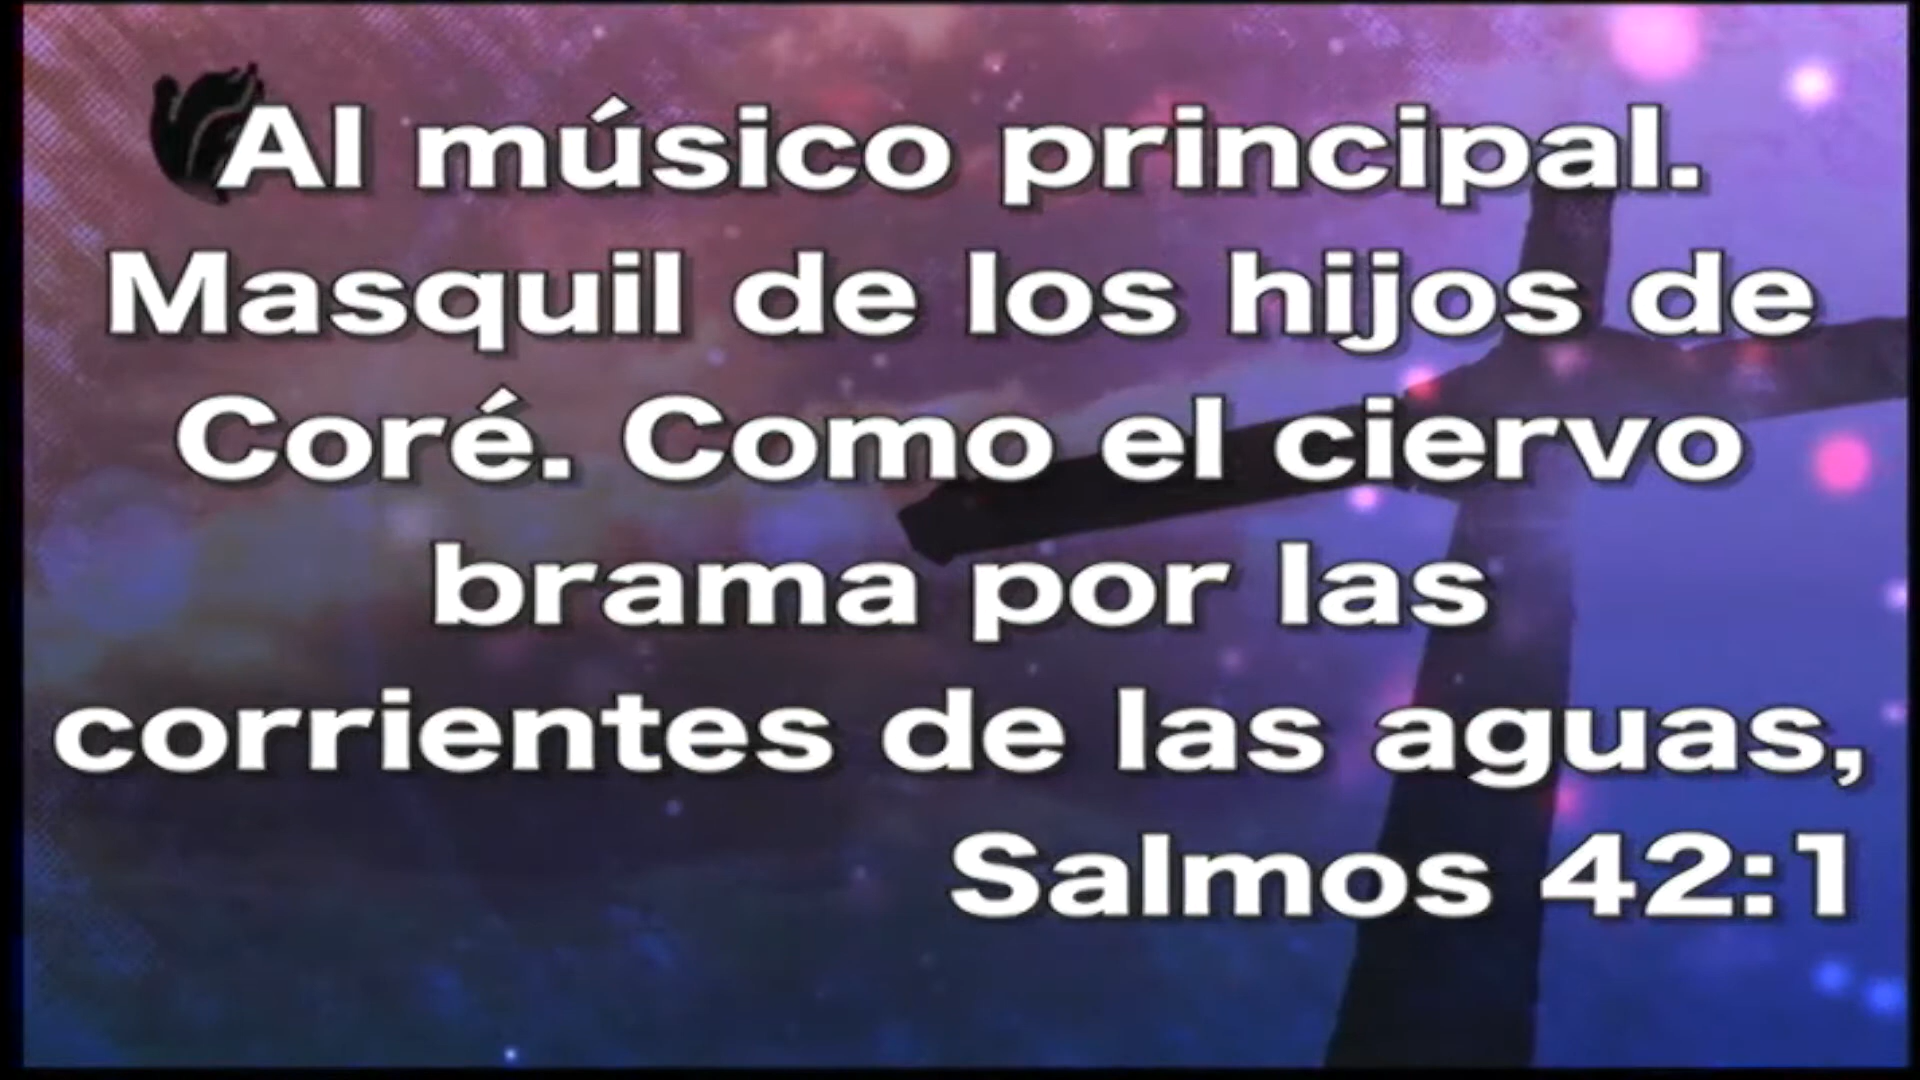 Al músico principal.
Masquil de los hijos de
Coré. Como el ciervo
brama por las
corrientes de las aguas,
Salmos 42:1